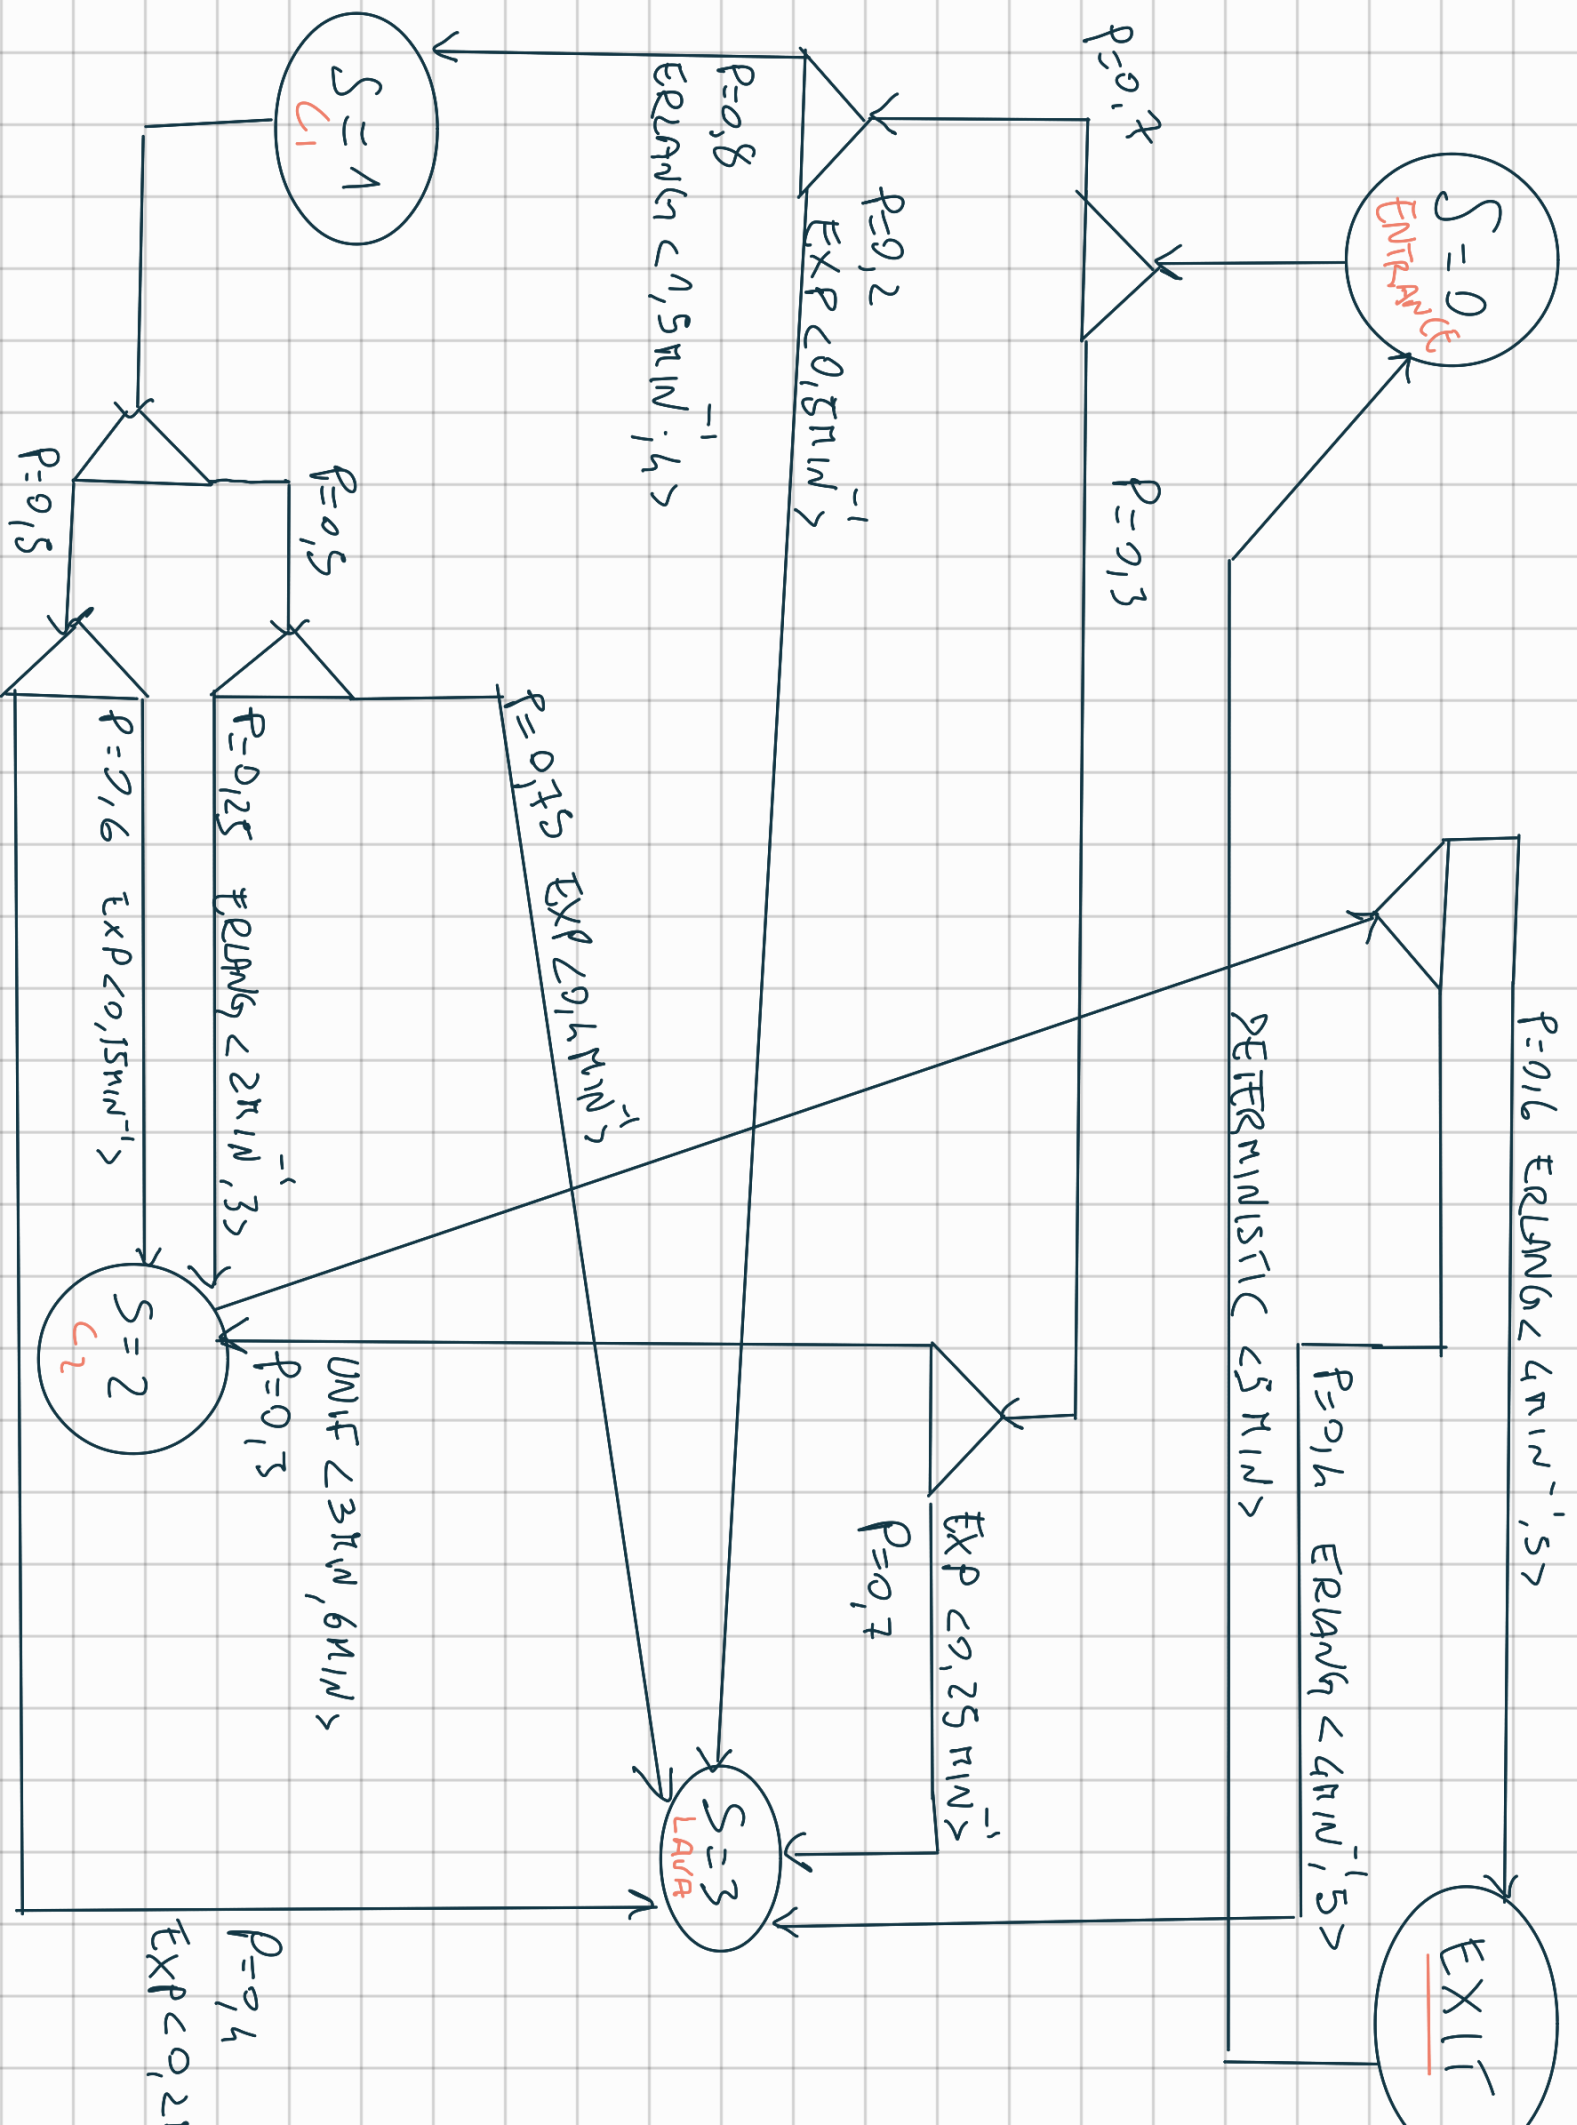 S=0
ENTRANCE
P=0,7
P=0,3
P=0,2
EXP <0,5MIN⁻¹>
P=0,8
ERLANG <1,5MIN⁻¹;4>
S=1
C1
P=0,5
P=0,5
P=0,75 EXP <0,4MIN⁻¹>
P=0,25 ERLANG <2MIN⁻¹,3>
P=0,6 EXP<0,15MIN⁻¹>
P=0,6 ERLANG < 4MIN⁻¹,5>
DETERMINISTIC <5MIN>
P=0,4 ERLANG < 4MIN⁻¹,5>
EXP <0,25MIN⁻¹>
P=0,7
UNIF <3MIN,6MIN>
P=0,3
S=2
C2
S=3
LAVA
EXIT
P=0,4
EXP<0,2